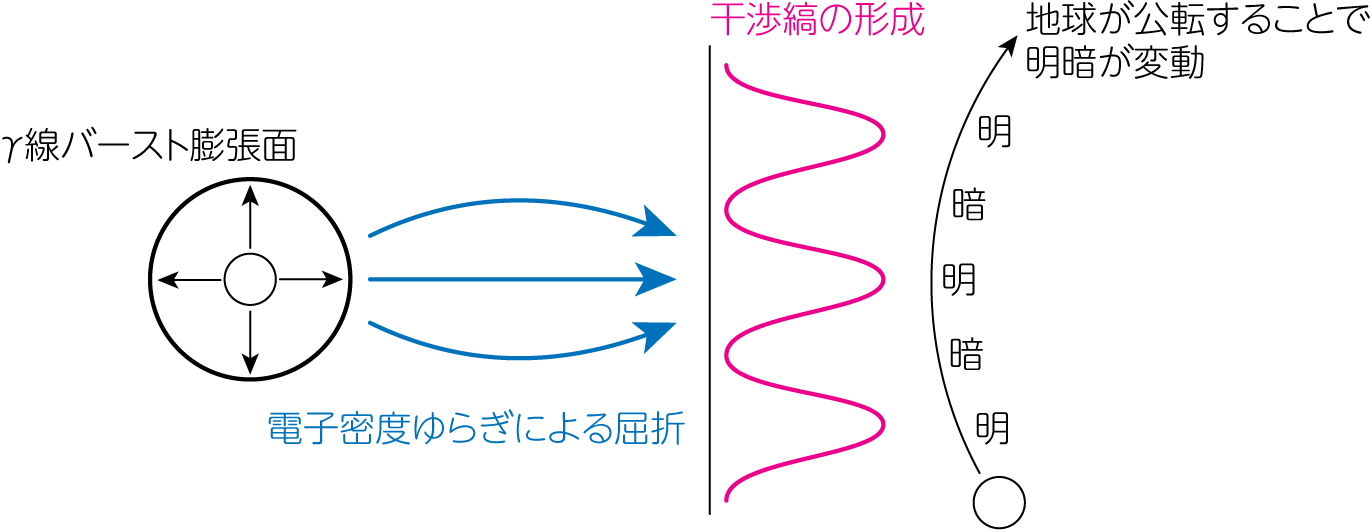 干渉縞の形成
地球が公転することで
明暗が変動
γ線バースト膨張面
電子密度ゆらぎによる屈折
明
暗
明
暗
明